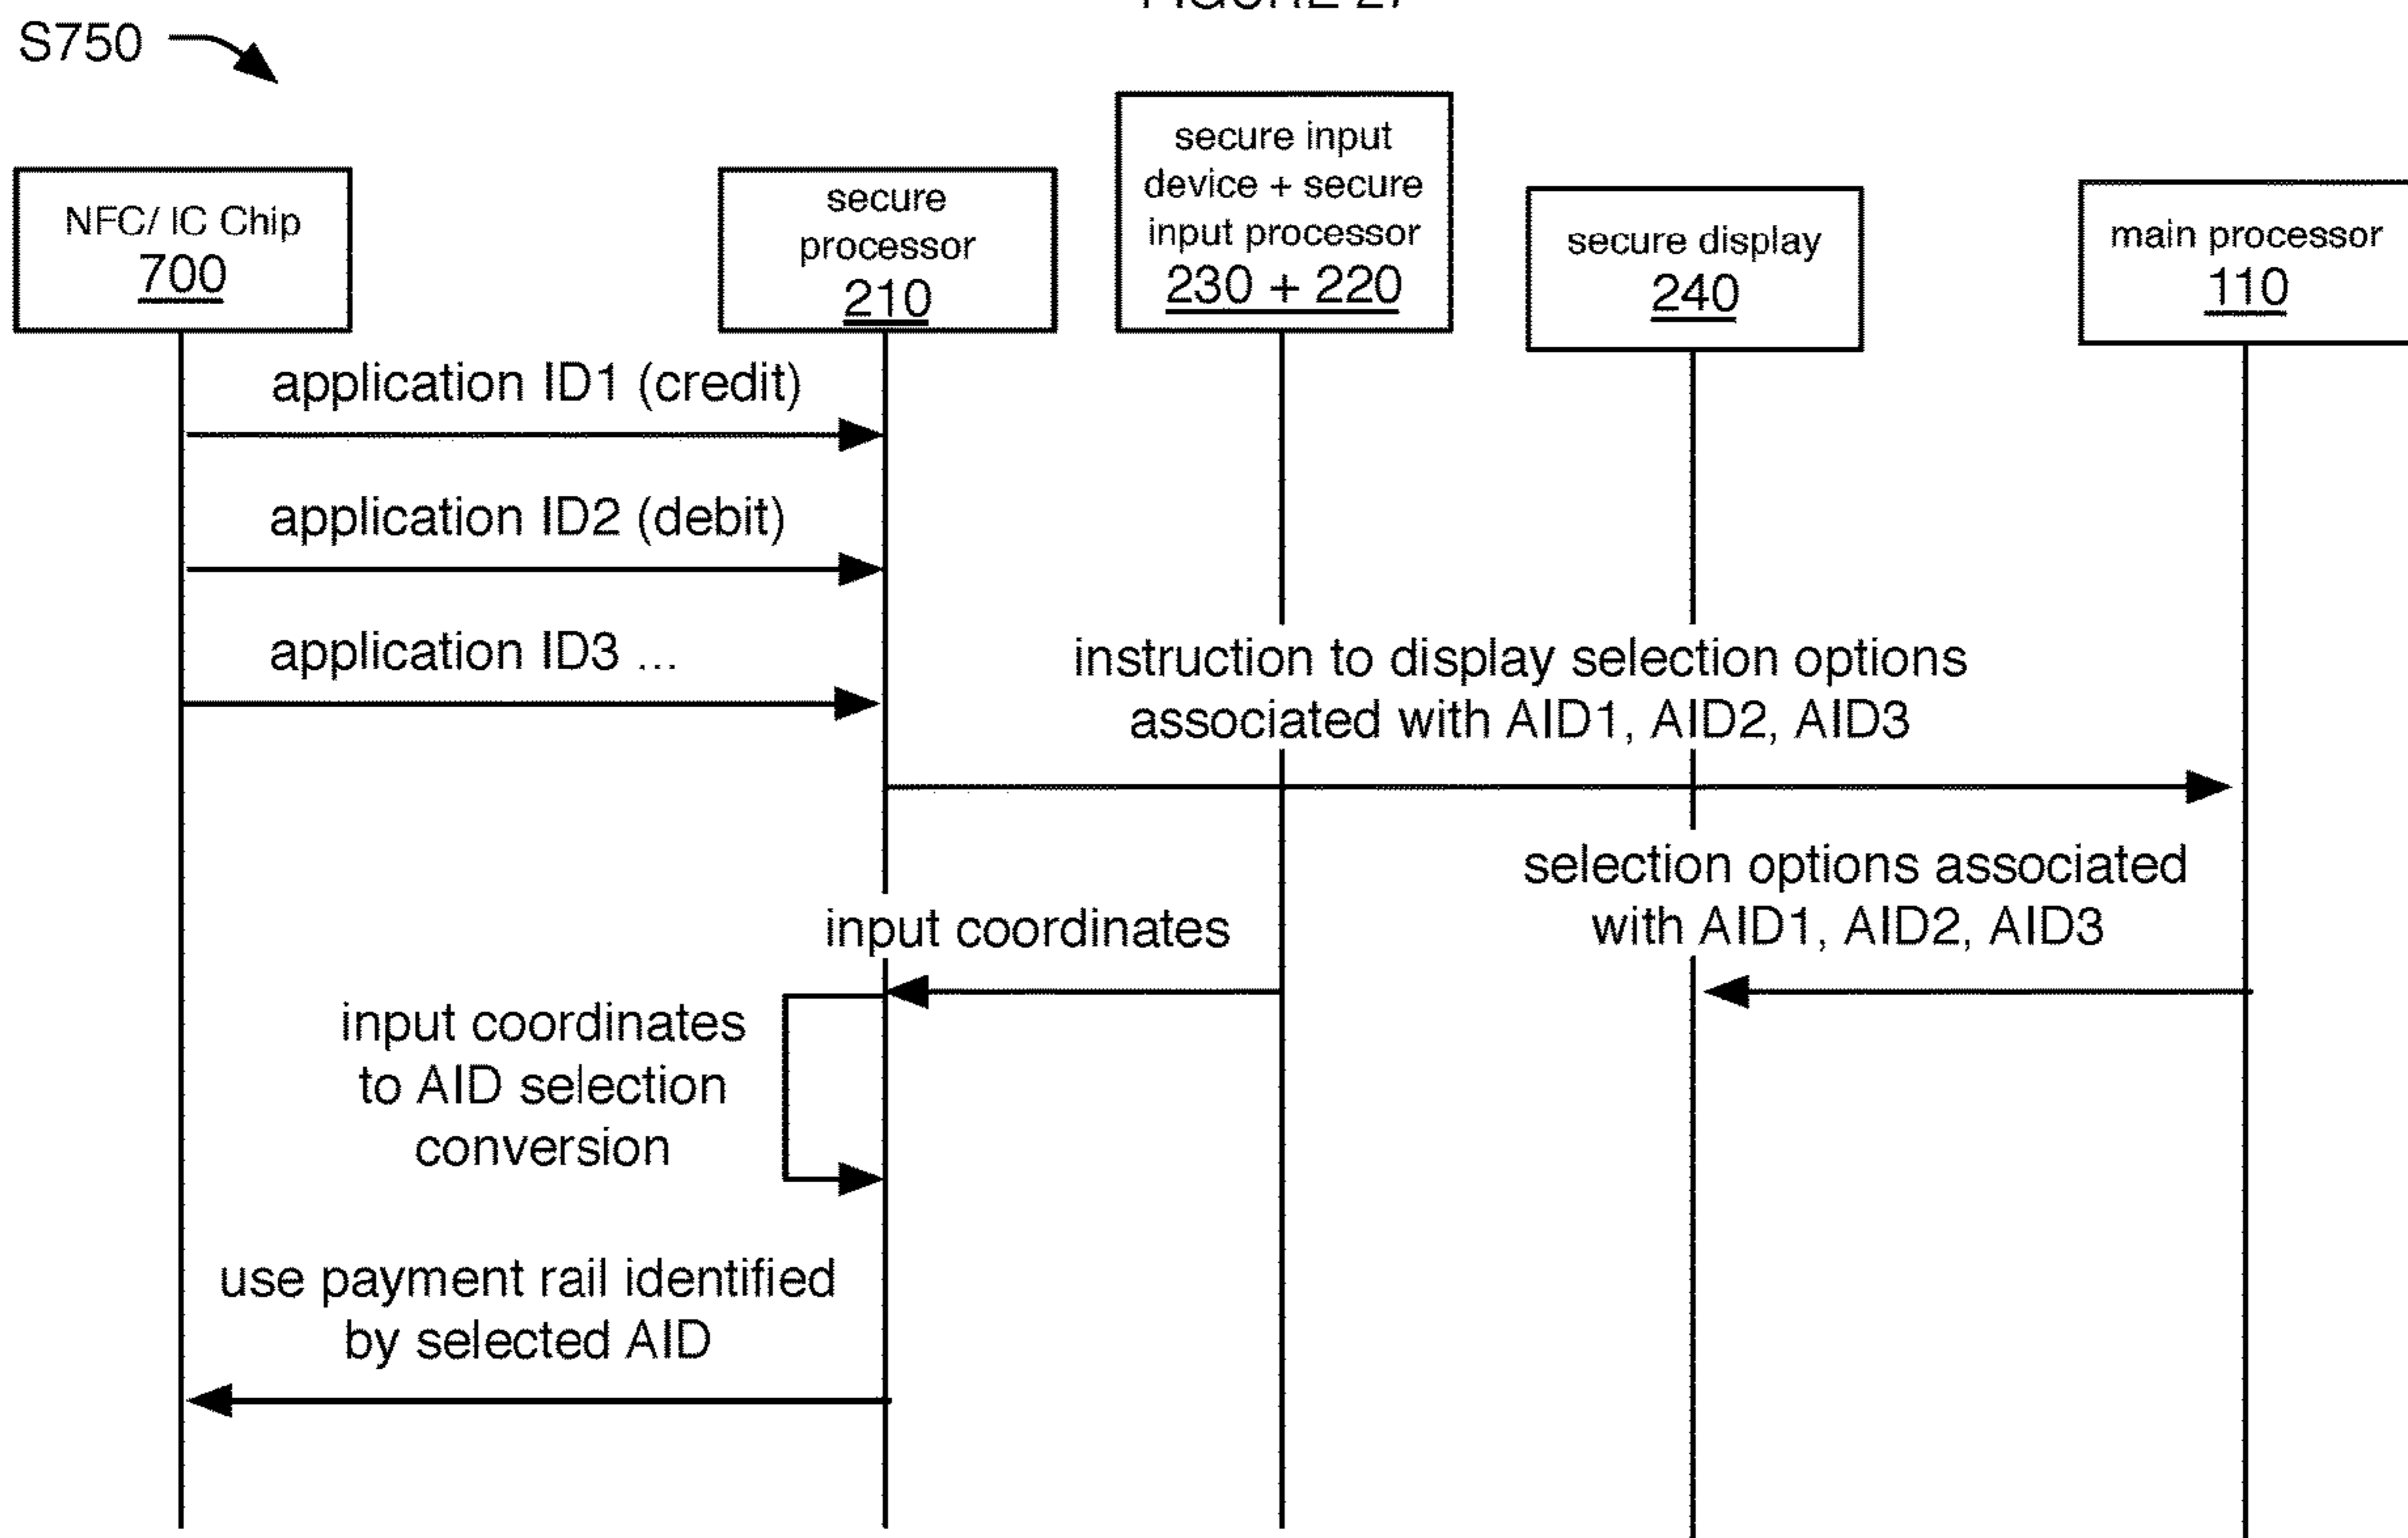 FIGURE 27
S750
NFC/ IC Chip
700
secure
processor
210
secure input
device + secure
input processor
230 + 220
secure display
240
main processor
110
application ID1 (credit)
application ID2 (debit)
application ID3 ...
instruction to display selection options
associated with AID1, AID2, AID3
selection options associated
with AID1, AID2, AID3
input coordinates
input coordinates
to AID selection
conversion
use payment rail identified
by selected AID